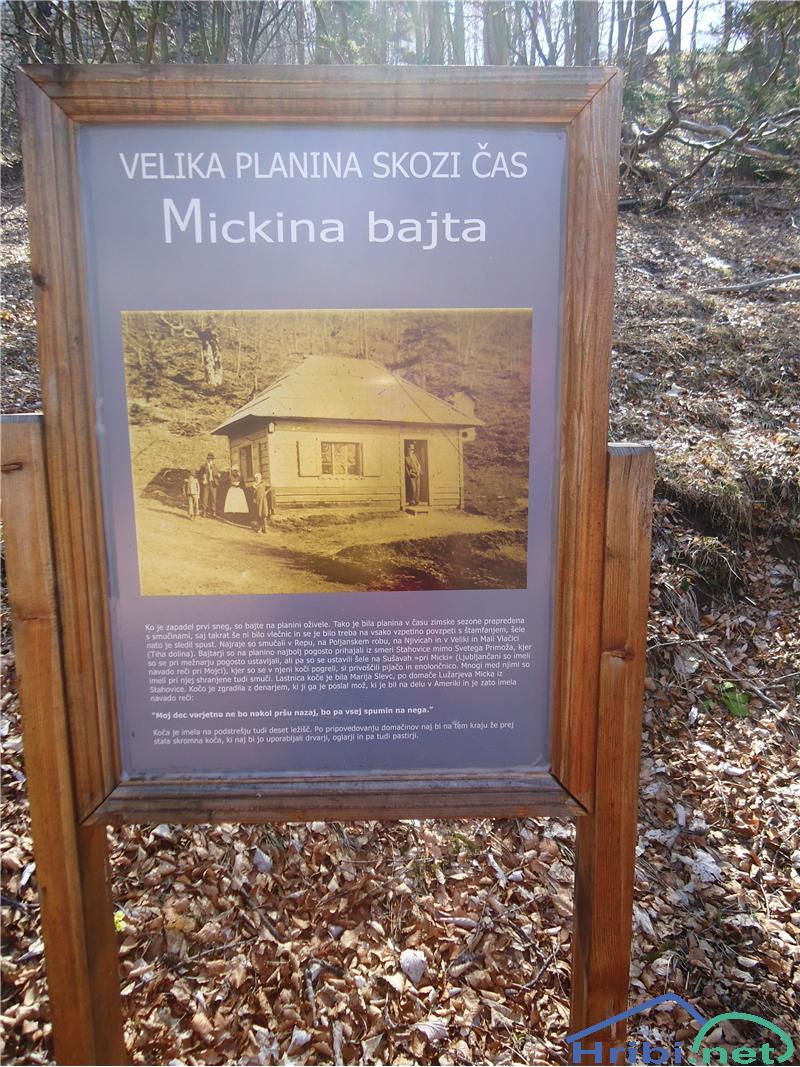 VELIKA PLANINA SKOZI ČAS
Mickina bajta
Ko je zapadel prvi sneg, so bajte na planini oživele. Tako je bila planina v času zimske sezone prepredena
s smučinami, saj takrat še ni bilo vlečnic in se je bilo treba na vsako vzpetino povzpeti s štamfanjem, šele
nato je sledil spust. Najraje so smučali v Repu, na Poljanskem robu, na Njivicah in v Veliki in Mali Vlačici
(Tiha dolina). Bajtarji so na planino najbolj pogosto prihajali iz smeri Stahovice mimo Svetega Primoža, kjer
so se pri mežnarju pogosto ustavljali, ali pa so se ustavili šele na Sušavah »pri Micki« (Ljubljančani so imeli
navado reči pri Mojci), kjer so se v njeni koči pogreli, si privoščili pijačo in enolončnico. Mnogi med njimi so
imeli pri njej shranjene tudi smuči. Lastnica koče je bila Marija Slevc, po domače Lužarjeva Micka iz
Stahovice. Kočo je zgradila z denarjem, ki ji ga je poslal mož, ki je bil na delu v Ameriki in je zato imela
navado reči:
"Moj dec verjetno ne bo nakol pršu nazaj, bo pa vsej spumin na nega."
Koča je imela na podstrešju tudi deset ležišč. Po pripovedovanju domačinov naj bi na tem kraju že prej
stala skromna koča, ki naj bi jo uporabljali drvarji, oglarji in pa tudi pastirji.
Hribi.net